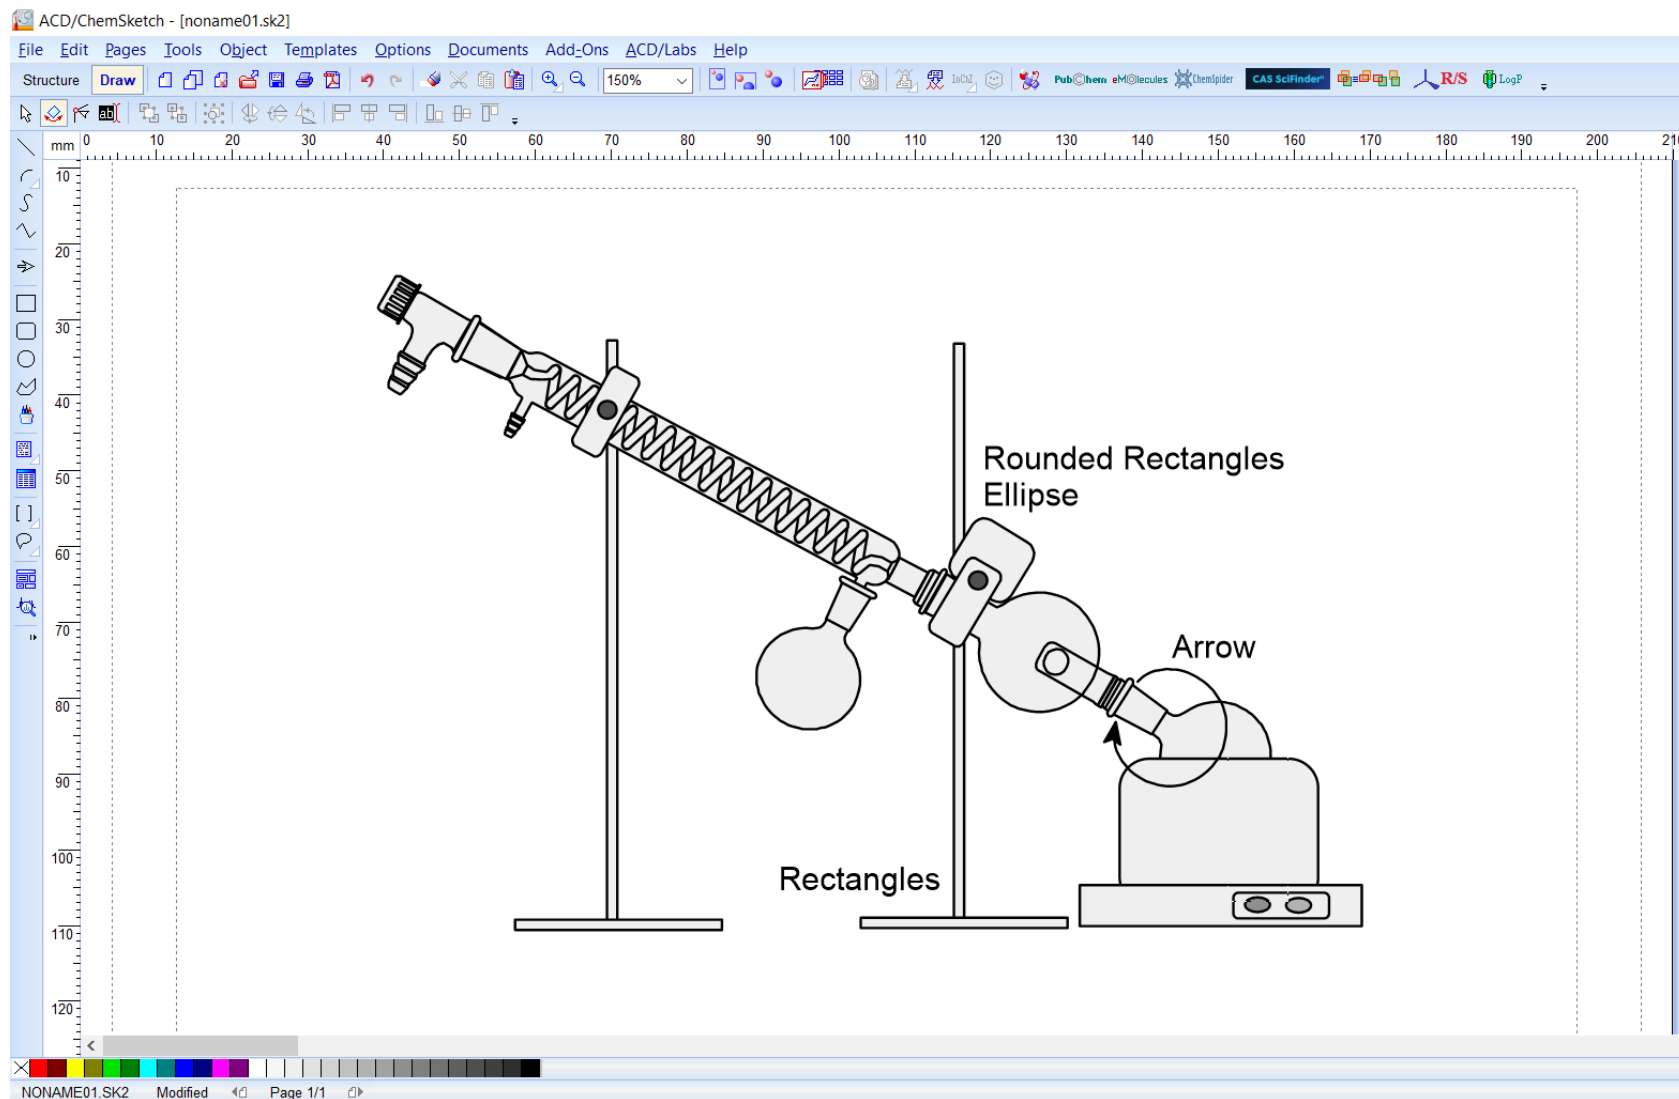 ACD/ChemSketch - [noname01.sk2]
File Edit Pages Tools Object Templates Options Documents Add-Ons ACD/Labs Help
Structure Draw 150% PubChem eMolecules ChemSpider CAS SciFinder R/S LogP
ab
mm 0 10 20 30 40 50 60 70 80 90 100 110 120 130 140 150 160 170 180 190 200 210
10
20
30
40
50
60
70
80
90
100
110
120
Rounded Rectangles
Ellipse
Arrow
Rectangles
NONAME01.SK2 Modified Page 1/1